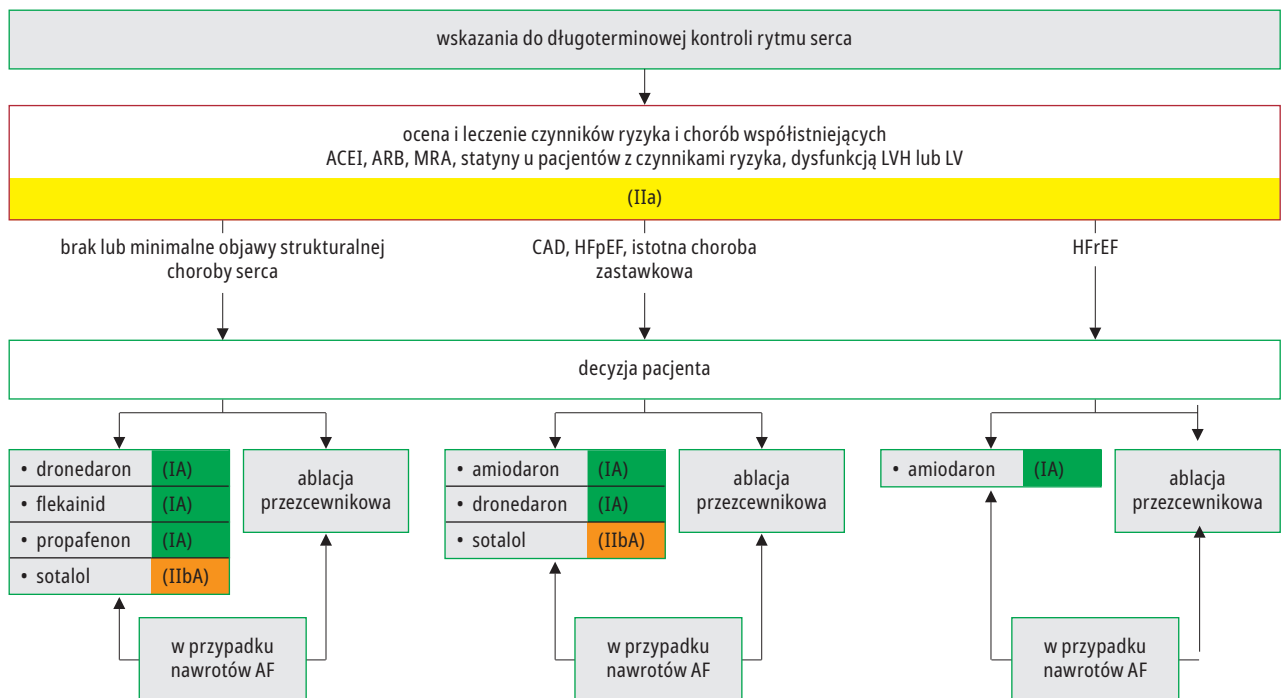 wskazania do długoterminowej kontroli rytmu serca
ocena i leczenie czynników ryzyka i chorób współistniejących
ACEI, ARB, MRA, statyny u pacjentów z czynnikami ryzyka, dysfunkcją LVH lub LV
(IIa)
brak lub minimalne objawy strukturalnej
choroby serca
CAD, HFpEF, istotna choroba
zastawkowa
HFrEF
decyzja pacjenta
• dronedaron (IA)
• flekainid (IA)
• propafenon (IA)
• sotalol (IIbA)
ablacja
przezcewnikowa
• amiodaron (IA)
• dronedaron (IA)
• sotalol (IIbA)
ablacja
przezcewnikowa
• amiodaron (IA)
ablacja
przezcewnikowa
w przypadku
nawrotów AF
w przypadku
nawrotów AF
w przypadku
nawrotów AF